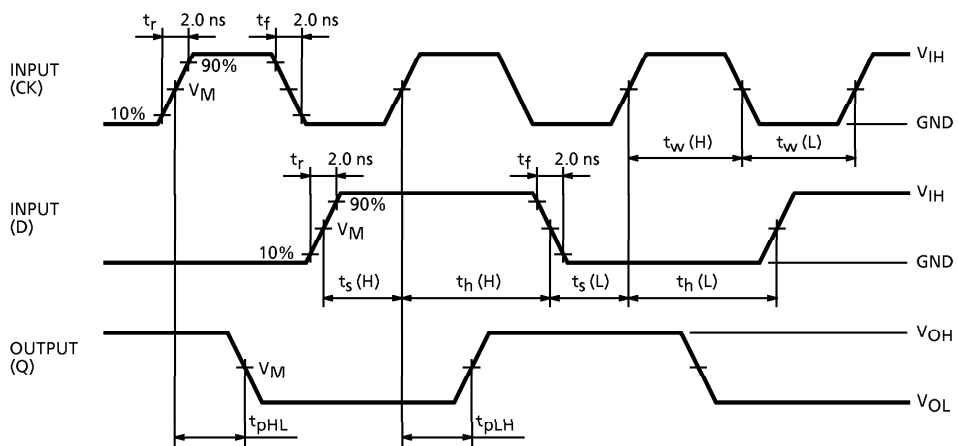 tr 2.0 ns tf 2.0 ns
INPUT
(CK)
90%
VM
10%
VIH
GND
tw (H) tw (L)
tr 2.0 ns tf 2.0 ns
INPUT
(D)
90%
VM
10%
VIH
GND
ts (H) th (H) ts (L) th (L)
OUTPUT
(Q)
VM
VOH
VOL
tpHL tpLH